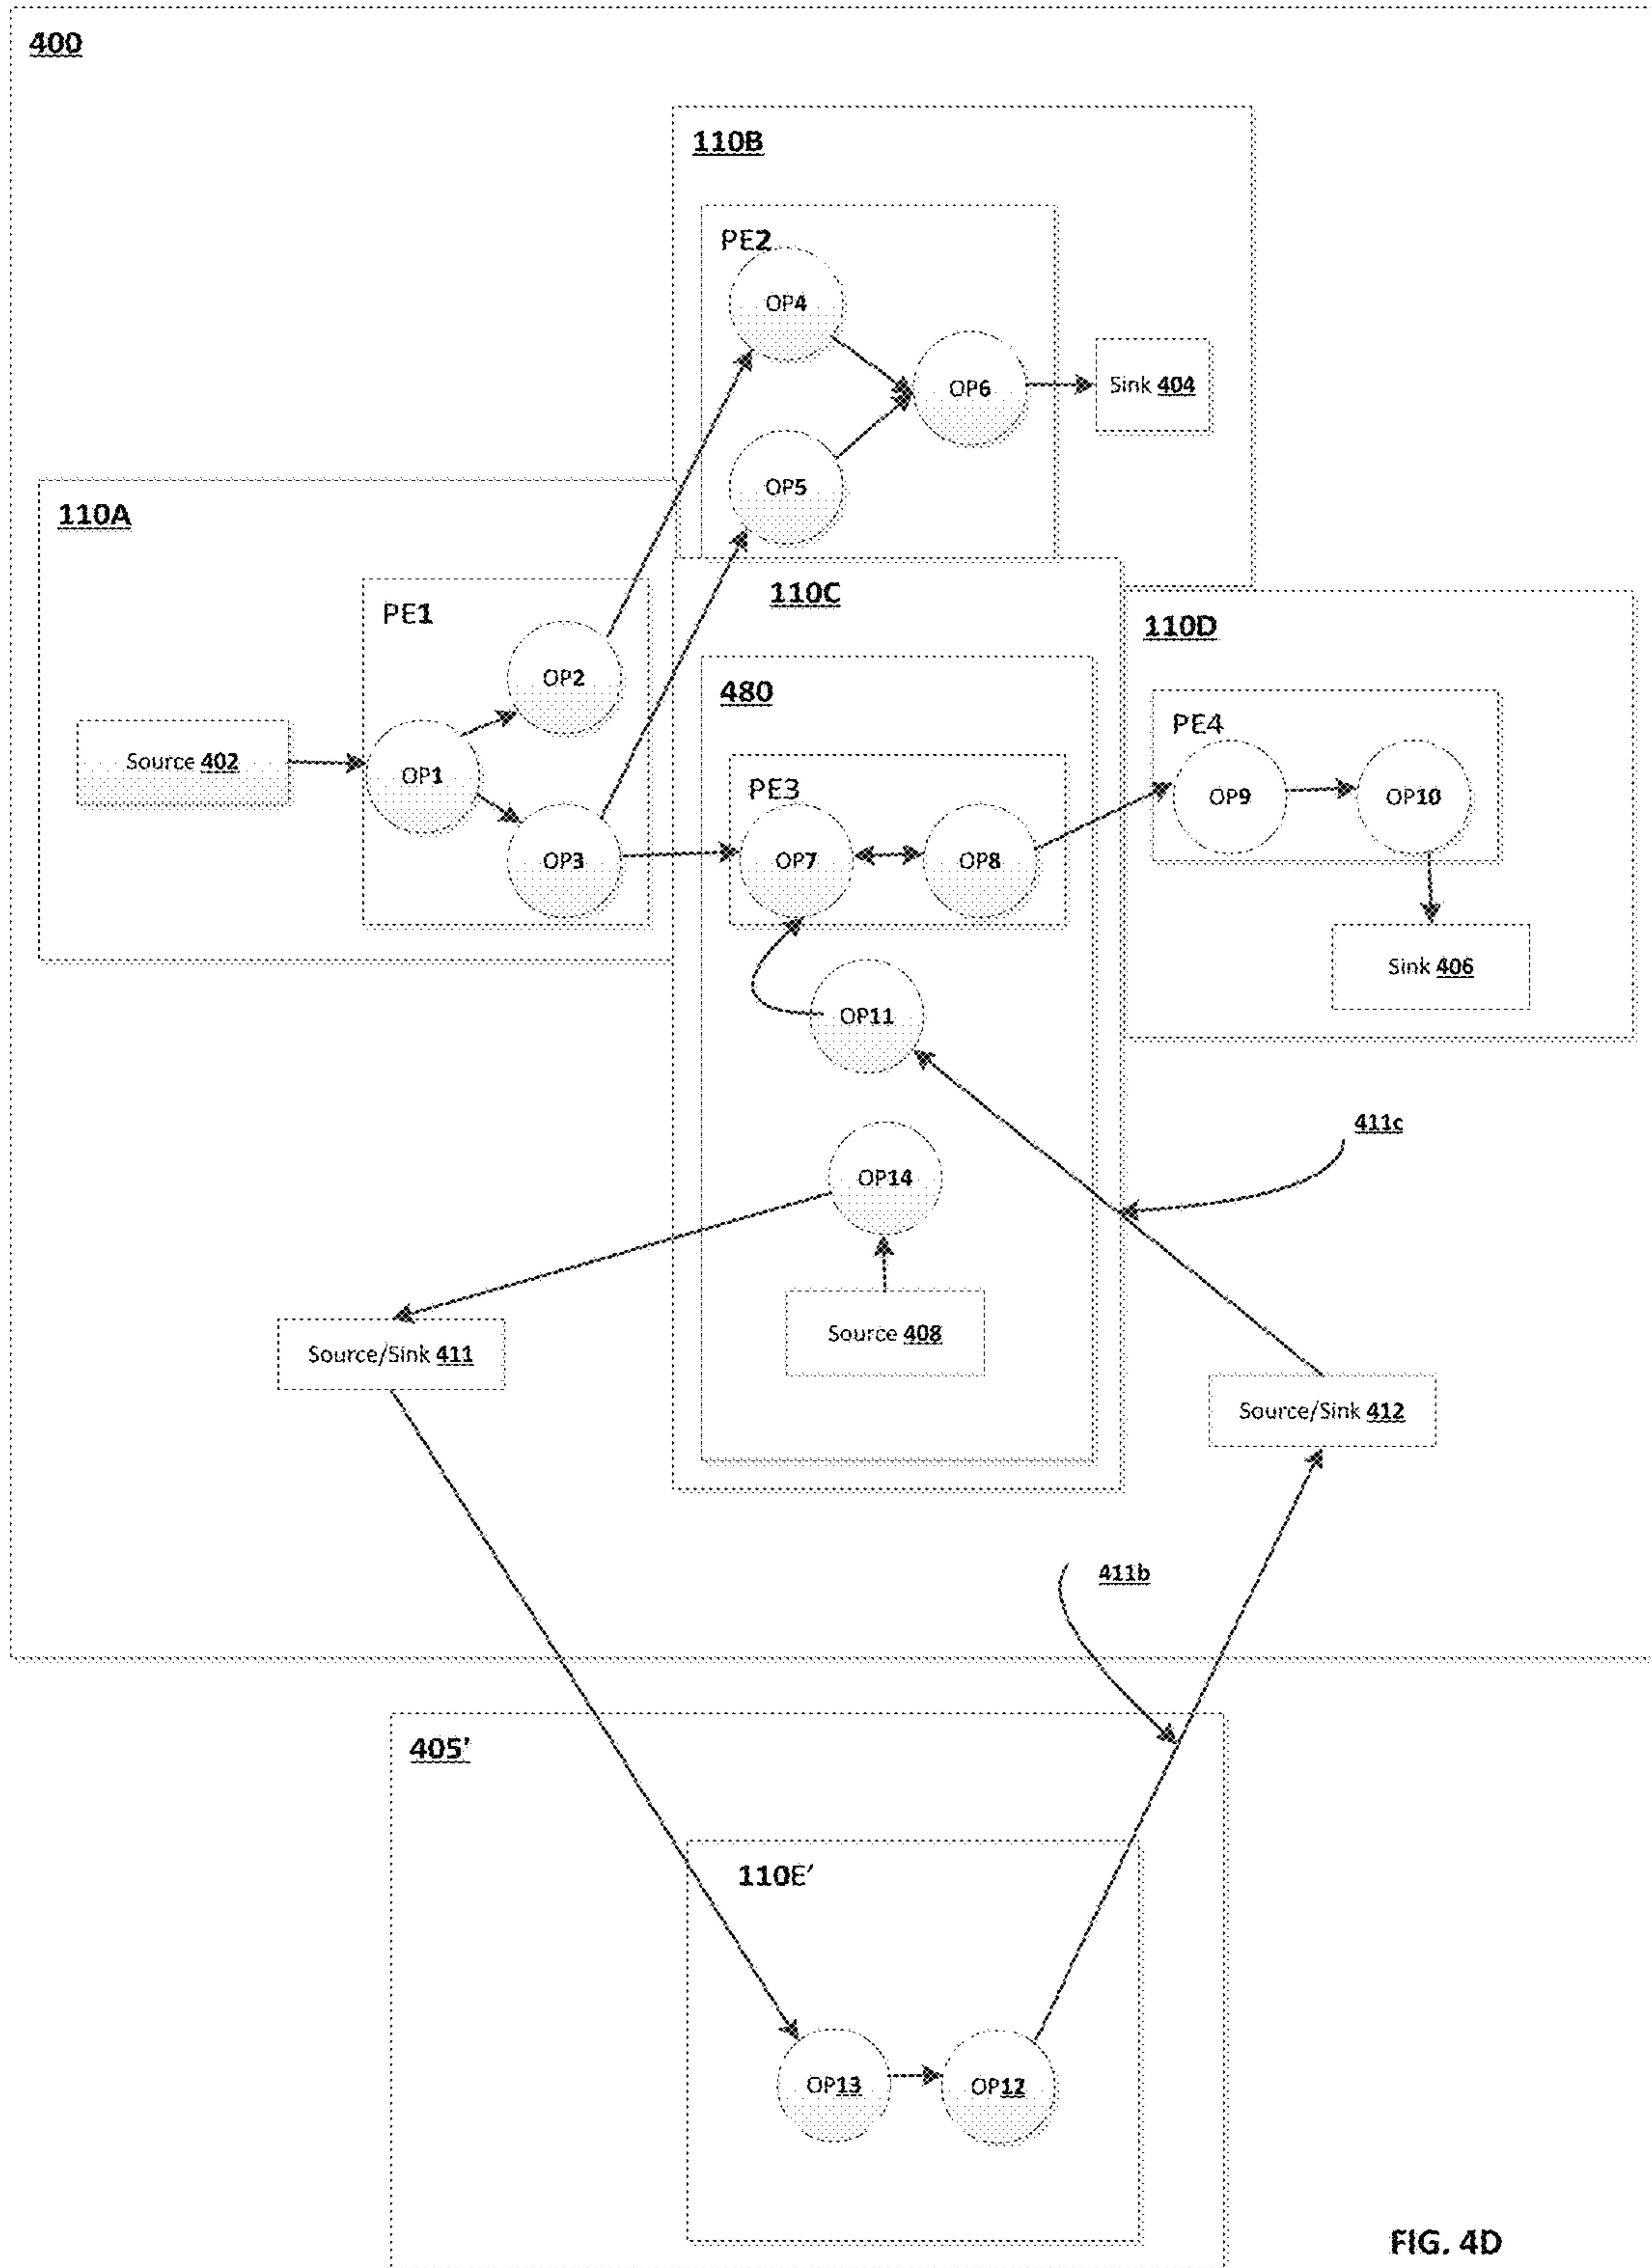 400
110B
PE2
OP4
OP6
Sink 404
OP5
110A
110C
PE1
110D
OP2
480
PE4
Source 402
OP1
PE3
OP9
OP10
OP3
OP7
OP8
Sink 406
OP11
411c
OP14
Source 408
Source/Sink 411
Source/Sink 412
411b
405'
110E'
OP13
OP12
FIG. 4D